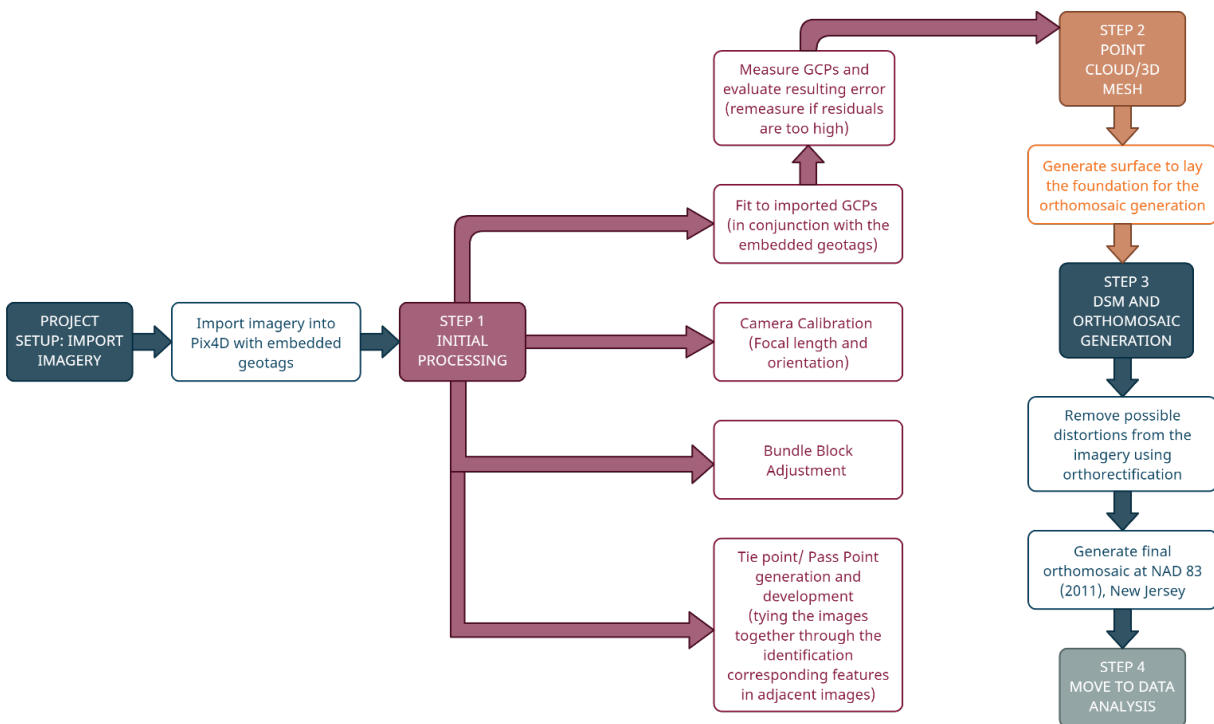 PROJECT
SETUP: IMPORT
IMAGERY
Import imagery into
Pix4D with embedded
geotags
STEP 1
INITIAL
PROCESSING
Measure GCPs and
evaluate resulting error
(remeasure if residuals
are too high)
Fit to imported GCPs
(in conjunction with the
embedded geotags)
Camera Calibration
(Focal length and
orientation)
Bundle Block
Adjustment
Tie point/ Pass Point
generation and
development
(tying the images
together through the
identification
corresponding features
in adjacent images)
STEP 2
POINT
CLOUD/3D
MESH
Generate surface to lay
the foundation for the
orthomosaic generation
STEP 3
DSM AND
ORTHOMOSAIC
GENERATION
Remove possible
distortions from the
imagery using
orthorectification
Generate final
orthomosaic at NAD 83
(2011), New Jersey
STEP 4
MOVE TO DATA
ANALYSIS